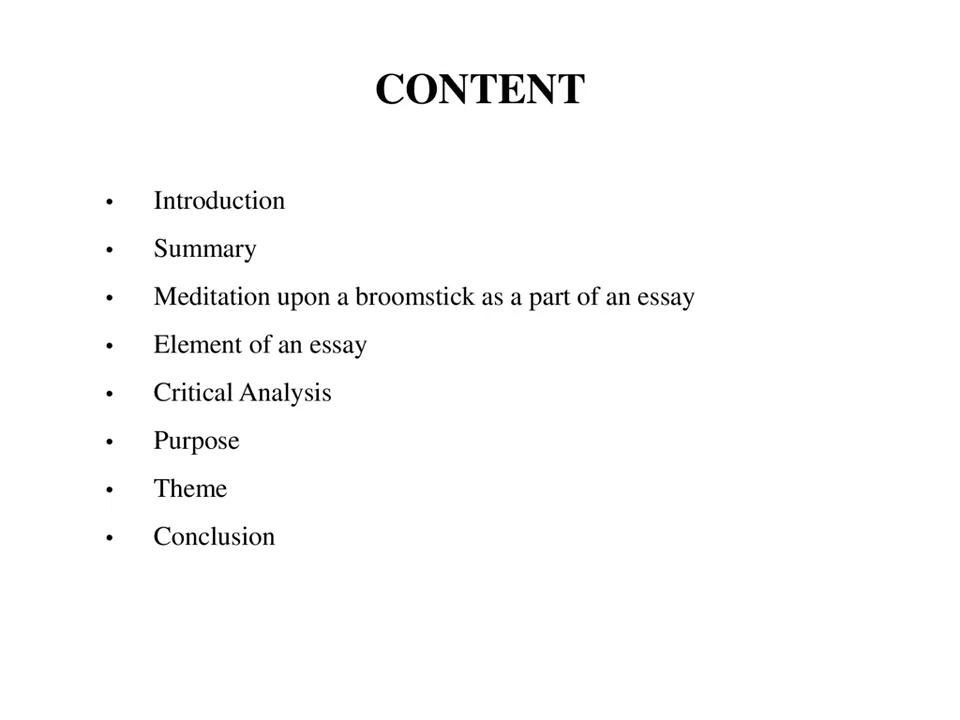 CONTENT
• Introduction
• Summary
• Meditation upon a broomstick as a part of an essay
• Element of an essay
• Critical Analysis
• Purpose
• Theme
• Conclusion